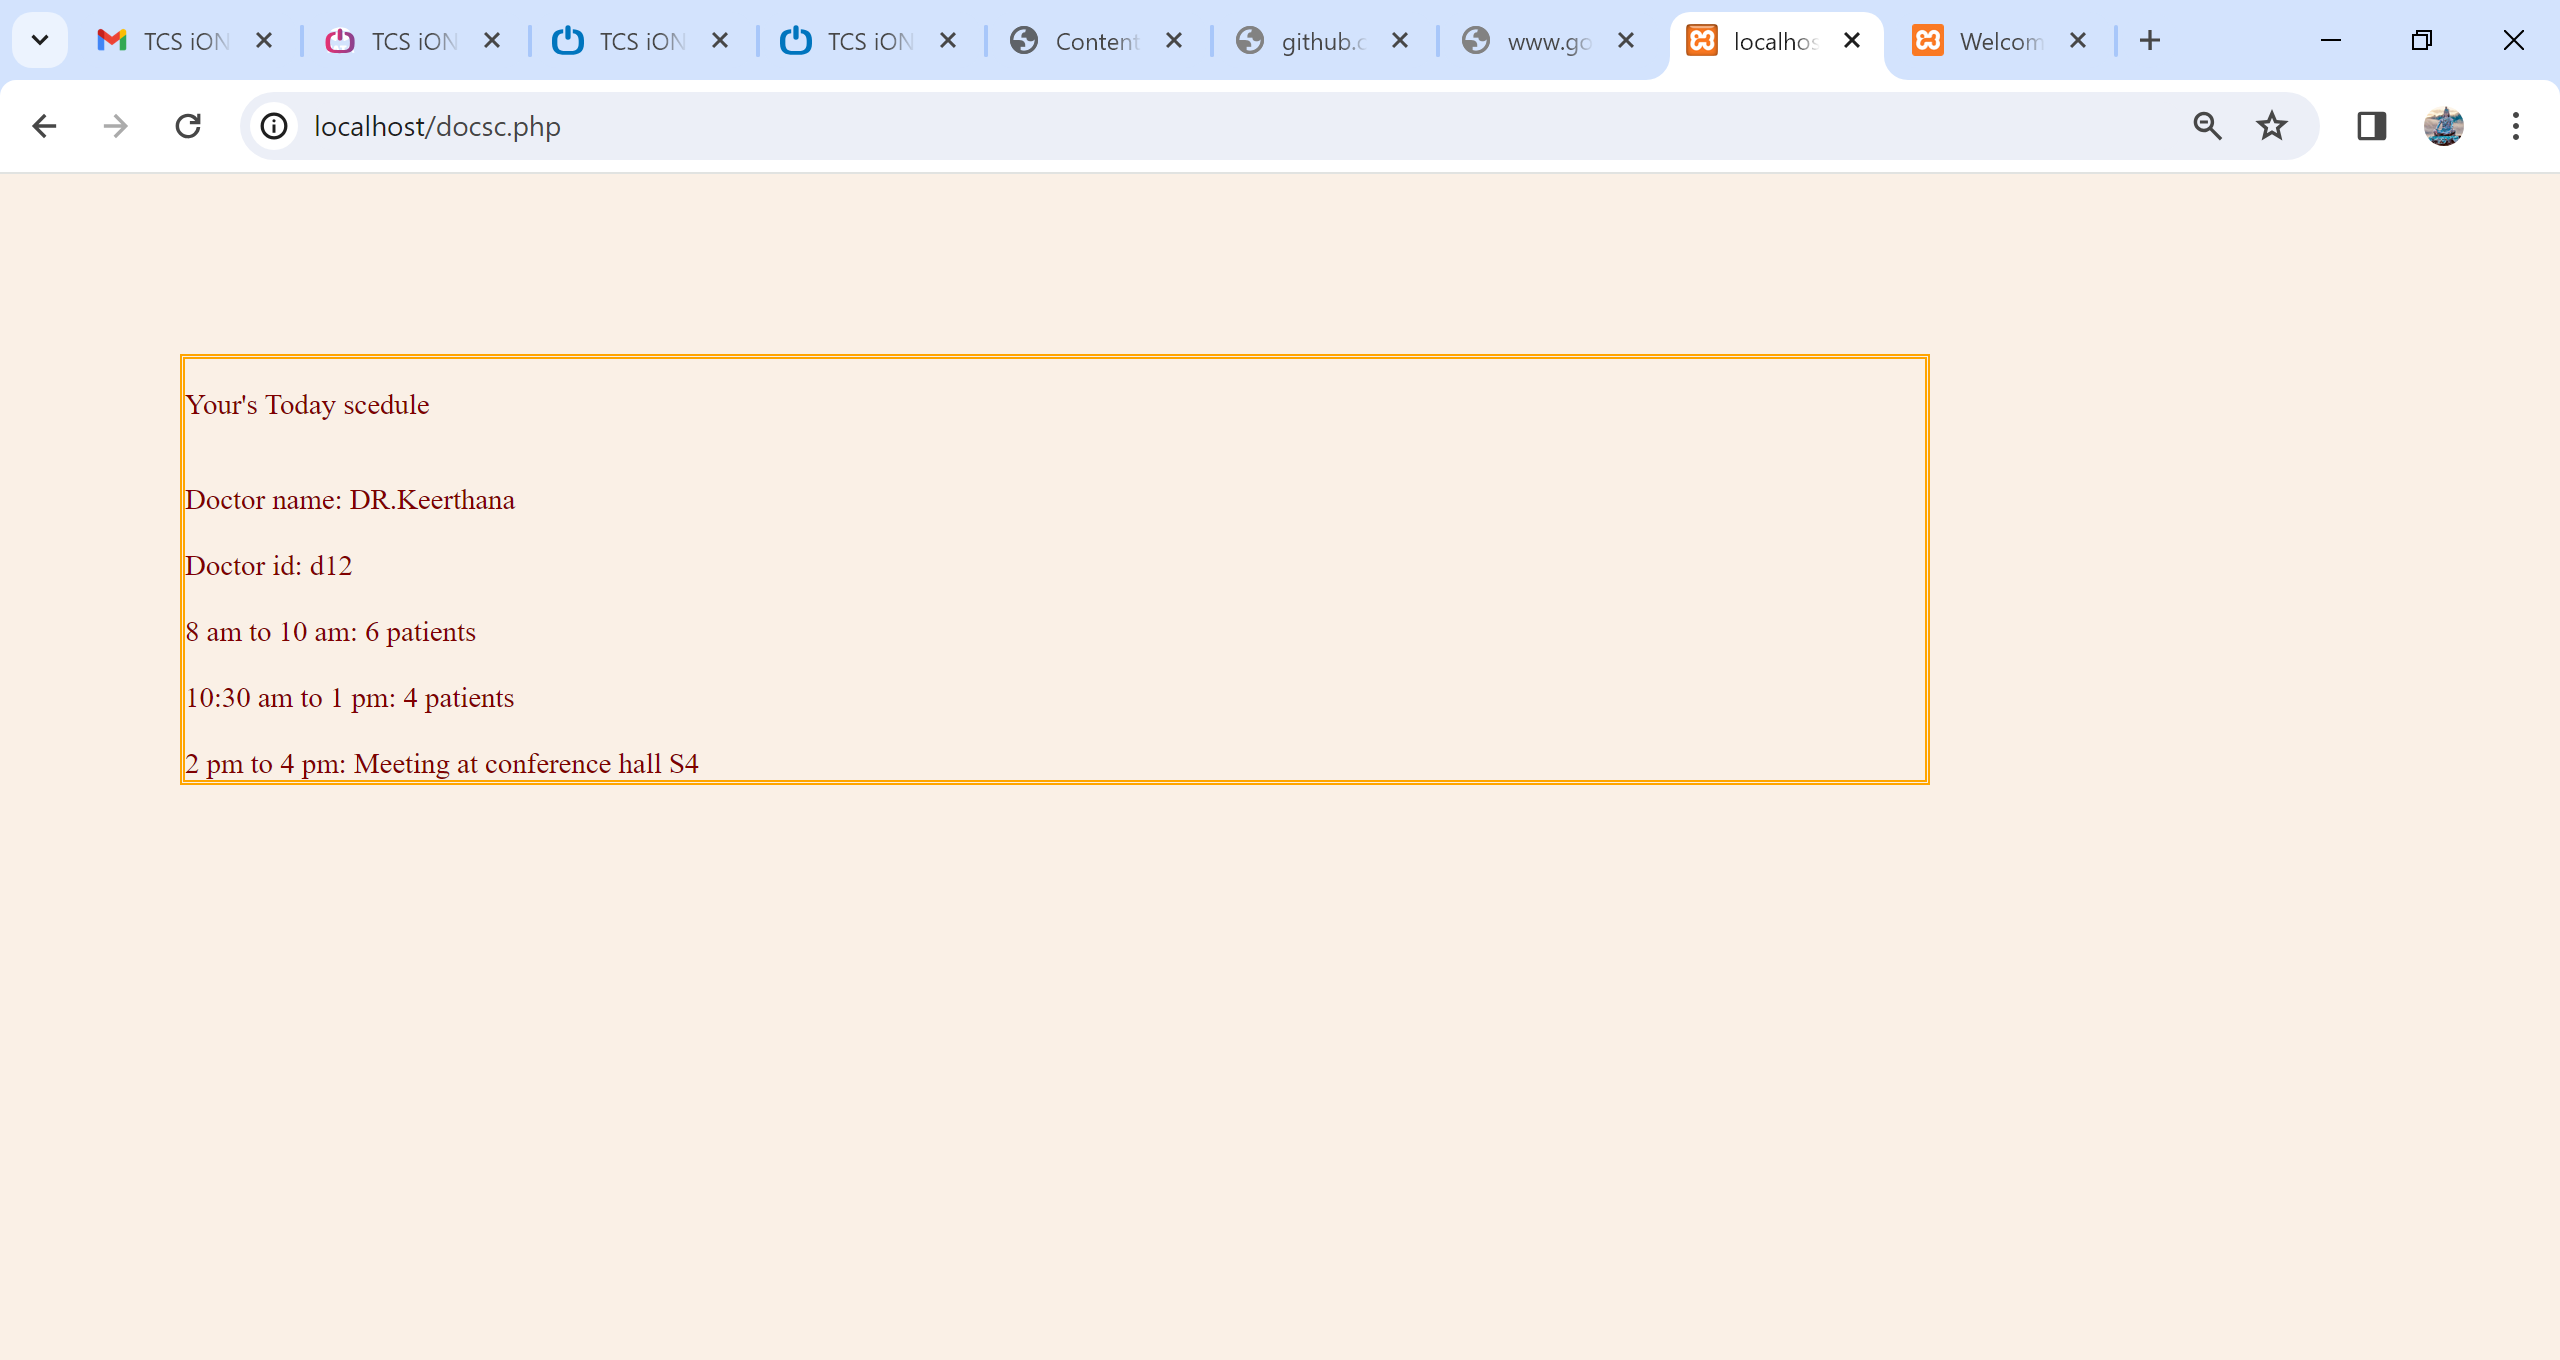 TCS iON
TCS iON
TCS iON
TCS iON
Content
github.c
www.go
localhos
Welcom
localhost/docsc.php
Your's Today scedule
Doctor name: DR.Keerthana
Doctor id: d12
8 am to 10 am: 6 patients
10:30 am to 1 pm: 4 patients
2 pm to 4 pm: Meeting at conference hall S4